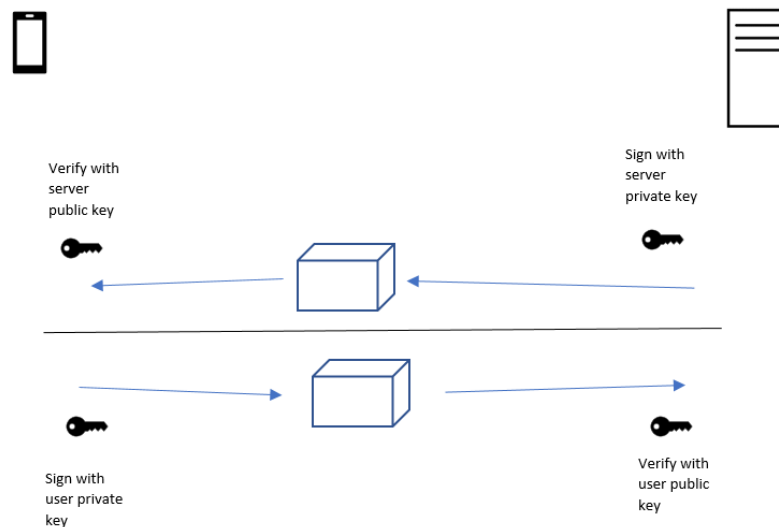 Verify with
server
public key
Sign with
server
private key
Sign with
user private
key
Verify with
user public
key